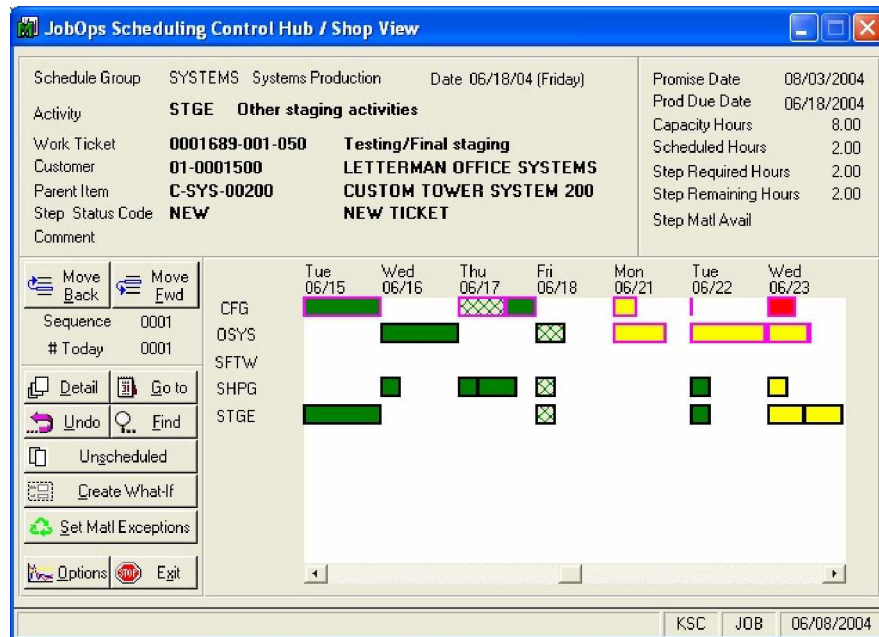 JobOps Scheduling Control Hub / Shop View
Schedule Group SYSTEMS Systems Production Date 06/18/04 (Friday)
Activity STGE Other staging activities
Work Ticket 0001689-001-050 Testing/Final staging
Customer 01-0001500 LETTERMAN OFFICE SYSTEMS
Parent Item C-SYS-00200 CUSTOM TOWER SYSTEM 200
Step Status Code NEW NEW TICKET
Comment
Promise Date 08/03/2004
Prod Due Date 06/18/2004
Capacity Hours 8.00
Scheduled Hours 2.00
Step Required Hours 2.00
Step Remaining Hours 2.00
Step Matl Avail
Move Back
Move Fwd
Sequence 0001
# Today 0001
Detail
Go to
Undo
Find
Unscheduled
Create What-If
Set Matl Exceptions
Options
STOP
Exit
Tue Wed Thu Fri Mon Tue Wed
06/15 06/16 06/17 06/18 06/21 06/22 06/23
CFG
OSYS
SFTW
SHPG
STGE
KSC JOB 06/08/2004